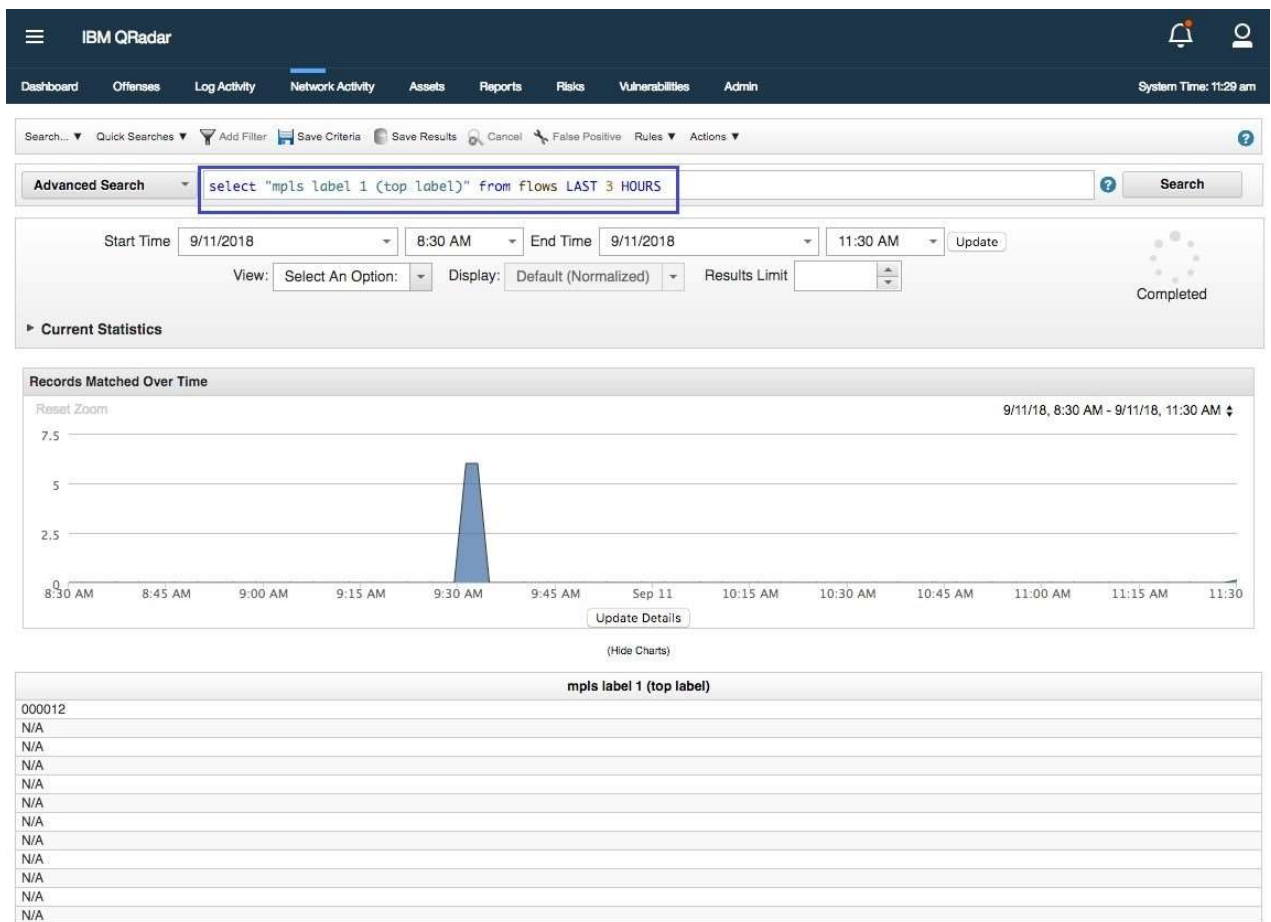 IBM QRadar
Dashboard Offenses Log Activity Network Activity Assets Reports Risks Vulnerabilities Admin System Time: 11:29 am
Search... Quick Searches Add Filter Save Criteria Save Results Cancel False Positive Rules Actions
Advanced Search select "mpls label 1 (top label)" from flows LAST 3 HOURS Search
Start Time 9/11/2018 8:30 AM End Time 9/11/2018 11:30 AM Update
View: Select An Option: Display: Default (Normalized) Results Limit
Completed
Current Statistics
Records Matched Over Time
Reset Zoom 9/11/18, 8:30 AM - 9/11/18, 11:30 AM
7.5
5
2.5
0
8:30 AM 8:45 AM 9:00 AM 9:15 AM 9:30 AM 9:45 AM Sep 11 10:15 AM 10:30 AM 10:45 AM 11:00 AM 11:15 AM 11:30
Update Details
(Hide Charts)
mpls label 1 (top label)
000012
N/A
N/A
N/A
N/A
N/A
N/A
N/A
N/A
N/A
N/A
N/A